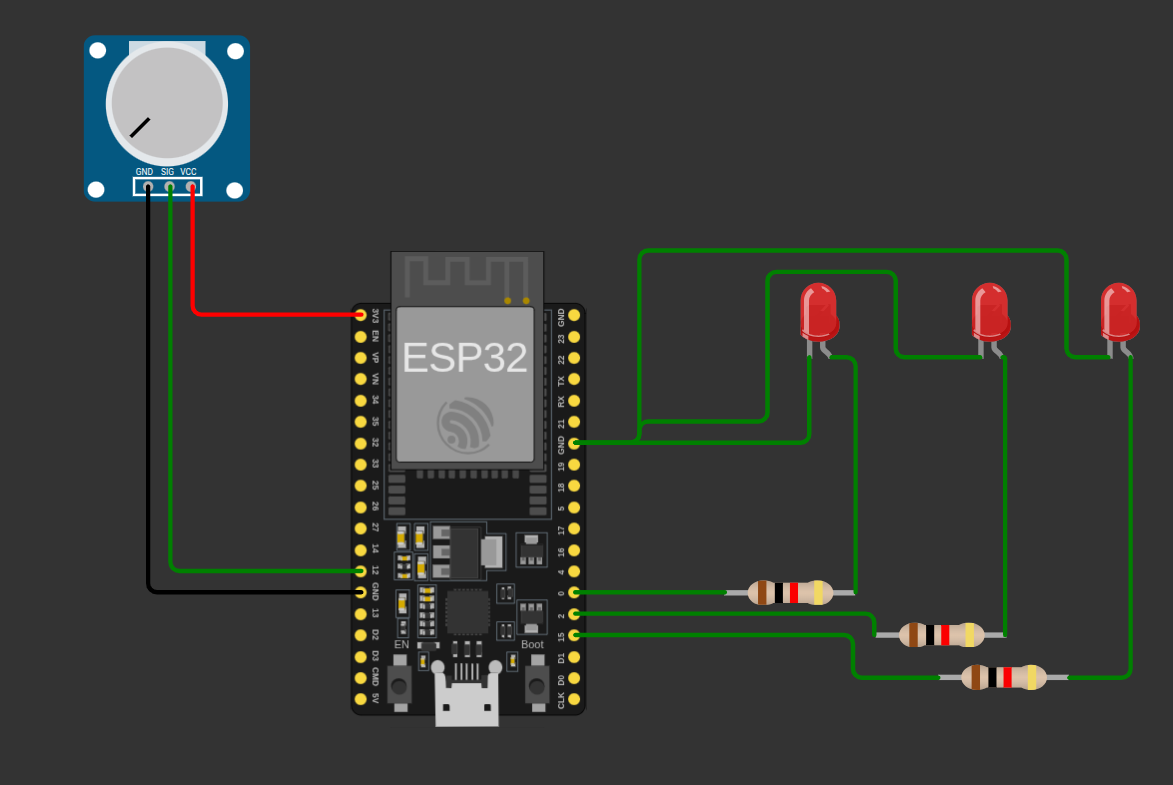 GND SIG VCC
ESP32
3V3
EN
VP
VN
34
35
32
33
25
26
27
14
12
GND
13
D2
D3
CMD
5V
GND
23
22
TX
RX
21
GND
19
18
5
17
16
4
0
2
15
D1
D0
CLK
EN
Boot